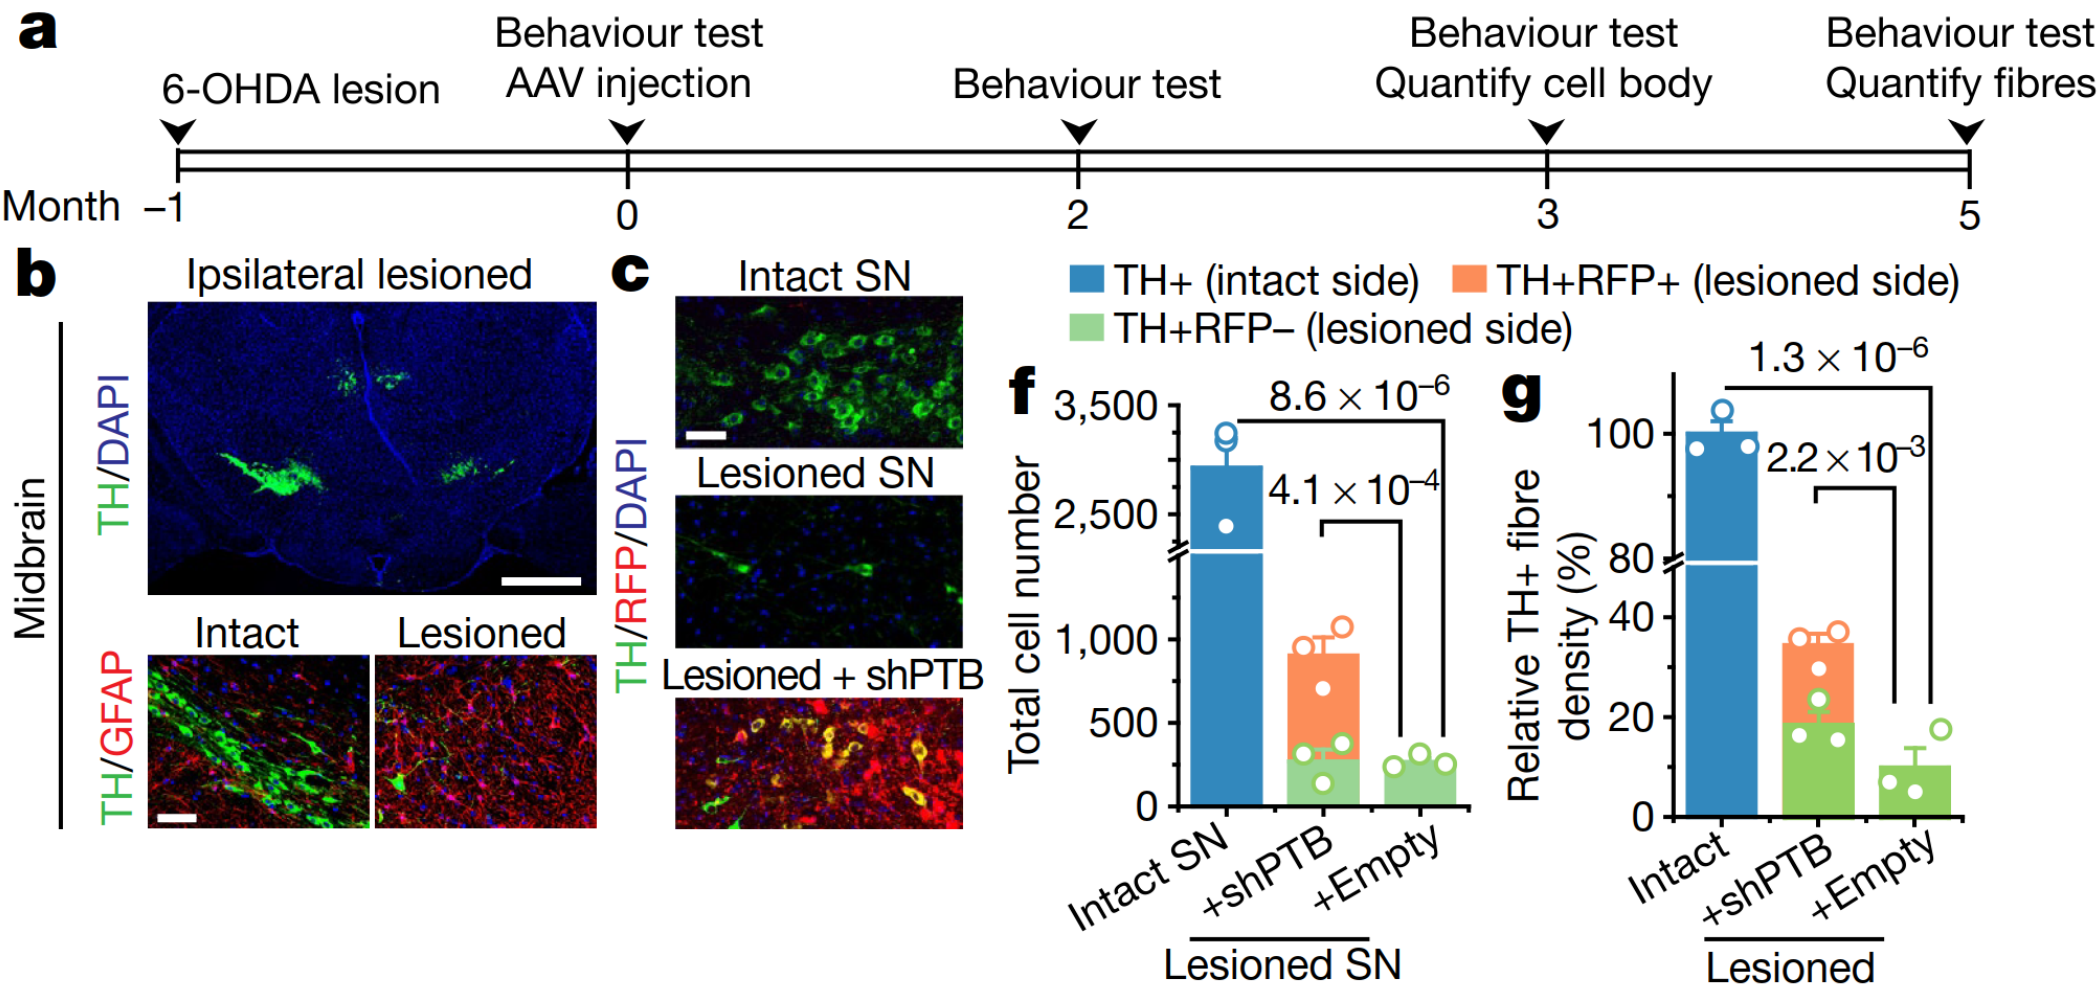 a
6-OHDA lesion
Behaviour test
AAV injection
Behaviour test
Behaviour test
Quantify cell body
Behaviour test
Quantify fibres
Month −1 0 2 3 5
b
Ipsilateral lesioned
Midbrain
TH/DAPI
Intact
Lesioned
TH/GFAP
c
Intact SN
Lesioned SN
Lesioned + shPTB
TH/RFP/DAPI
TH+ (intact side)
TH+RFP+ (lesioned side)
TH+RFP− (lesioned side)
f
Total cell number
3,500
2,500
1,000
500
0
8.6 × 10⁻⁶
4.1 × 10⁻⁴
Intact SN
+shPTB
+Empty
Lesioned SN
g
Relative TH+ fibre
density (%)
100
80
40
20
0
1.3 × 10⁻⁶
2.2 × 10⁻³
Intact
+shPTB
+Empty
Lesioned